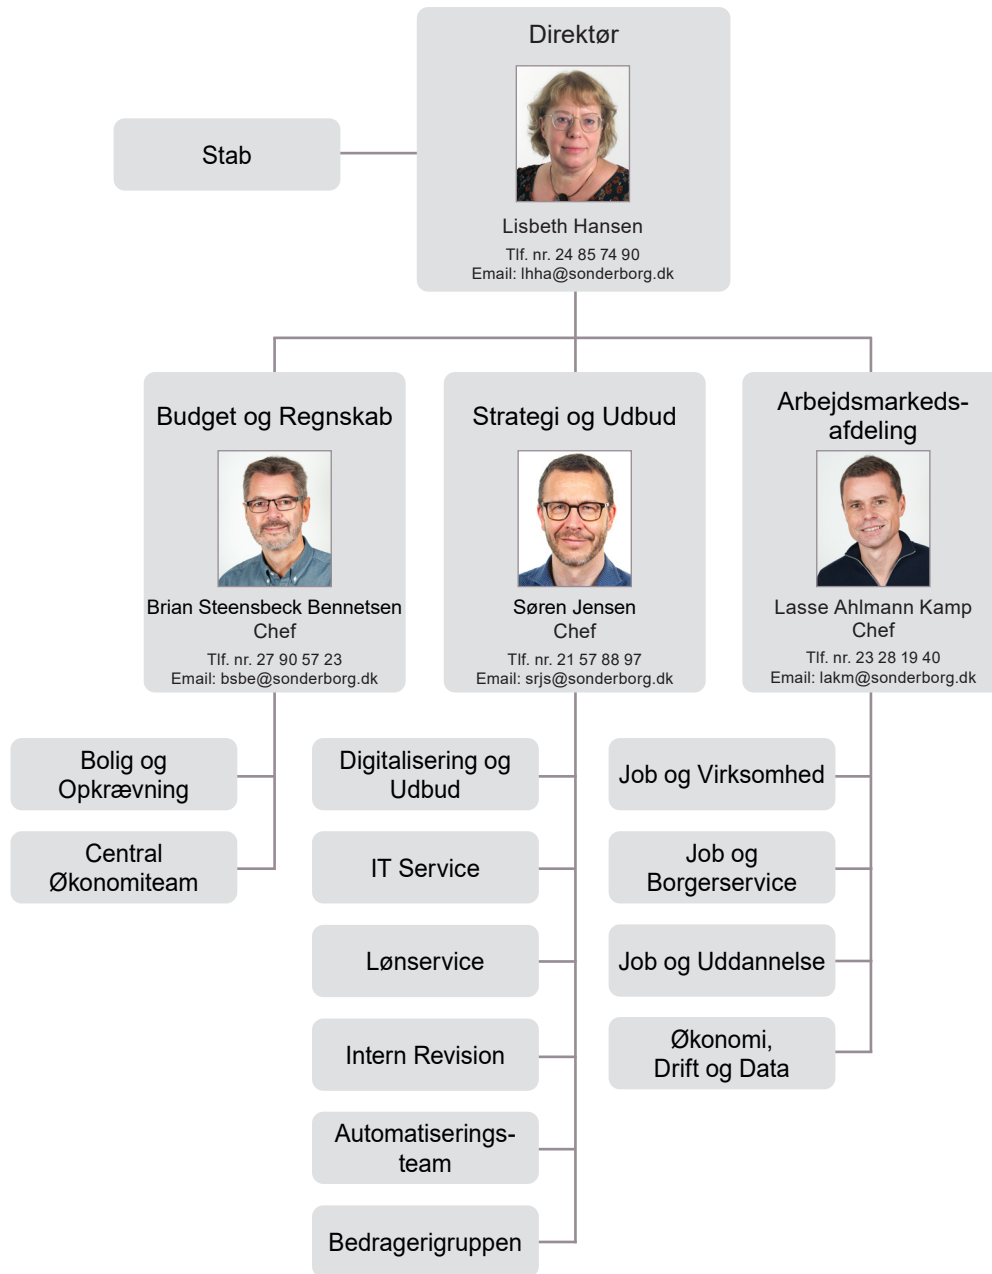 Direktør
Stab
Lisbeth Hansen
Tlf. nr. 24 85 74 90
Email: lhha@sonderborg.dk
Budget og Regnskab
Brian Steensbeck Bennetsen
Chef
Tlf. nr. 27 90 57 23
Email: bsbe@sonderborg.dk
Bolig og
Opkrævning
Central
Økonomiteam
Strategi og Udbud
Søren Jensen
Chef
Tlf. nr. 21 57 88 97
Email: srjs@sonderborg.dk
Digitalisering og
Udbud
IT Service
Lønservice
Intern Revision
Automatiserings-
team
Bedragerigruppen
Arbejdsmarkeds-
afdeling
Lasse Ahlmann Kamp
Chef
Tlf. nr. 23 28 19 40
Email: lakm@sonderborg.dk
Job og Virksomhed
Job og
Borgerservice
Job og Uddannelse
Økonomi,
Drift og Data